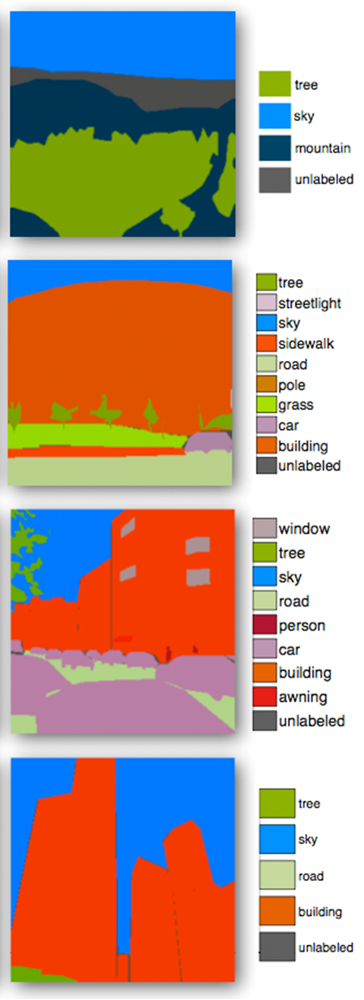 tree
sky
mountain
unlabeled
tree
streetlight
sky
sidewalk
road
pole
grass
car
building
unlabeled
window
tree
sky
road
person
car
building
awning
unlabeled
tree
sky
road
building
unlabeled